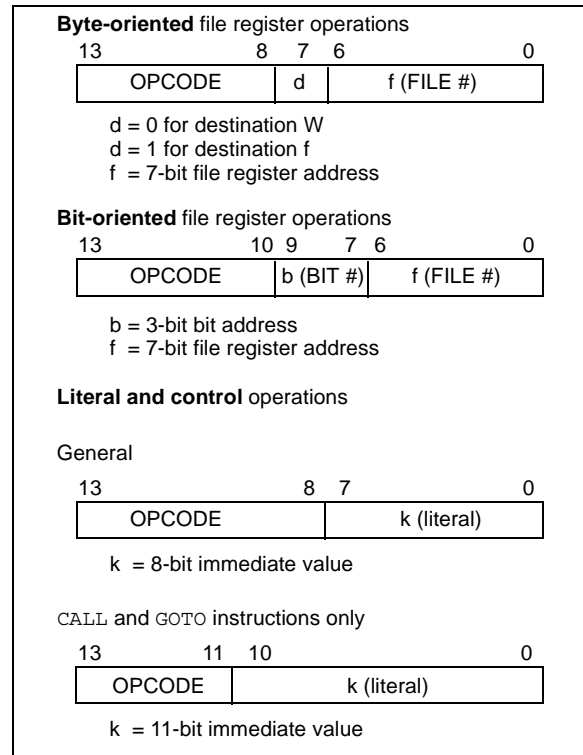 Byte-oriented file register operations
13 8 7 6 0
OPCODE d f (FILE #)
d = 0 for destination W
d = 1 for destination f
f = 7-bit file register address
Bit-oriented file register operations
13 10 9 7 6 0
OPCODE b (BIT #) f (FILE #)
b = 3-bit bit address
f = 7-bit file register address
Literal and control operations
General
13 8 7 0
OPCODE k (literal)
k = 8-bit immediate value
CALL and GOTO instructions only
13 11 10 0
OPCODE k (literal)
k = 11-bit immediate value